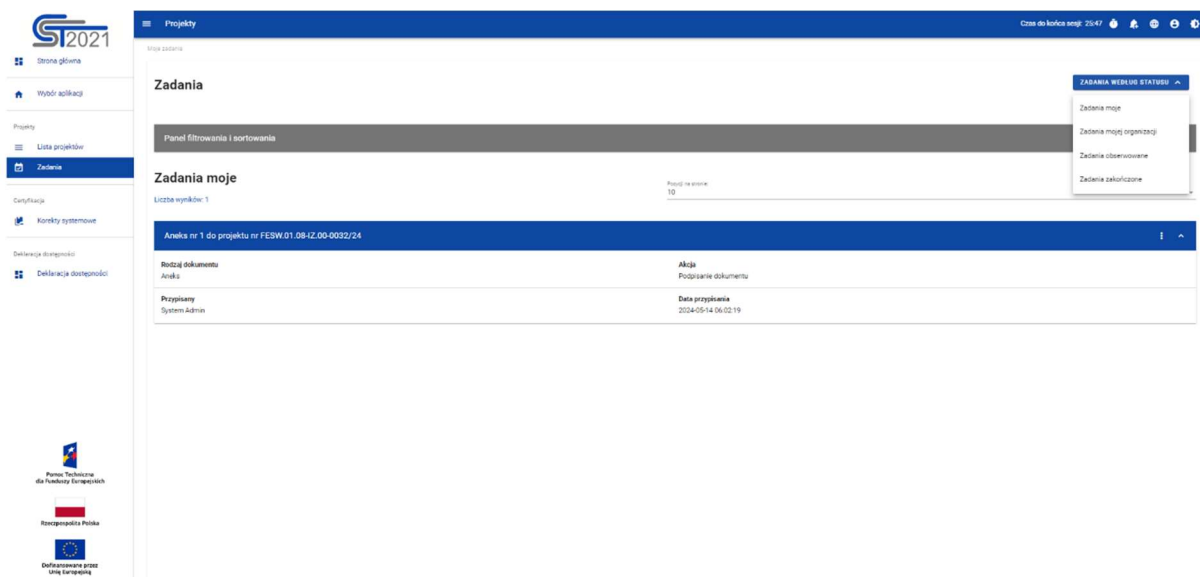 CST2021
Projekty
Czas do końca sesji: 25:47
Moje zadania
Strona główna
Wybór aplikacji
Projekty
Lista projektów
Zadania
Certyfikacja
Korekty systemowe
Deklaracja dostępności
Deklaracja dostępności
Zadania
ZADANIA WEDŁUG STATUSU
Zadania moje
Zadania mojej organizacji
Zadania obserwowane
Zadania zakończone
Panel filtrowania i sortowania
Zadania moje
Liczba wyników: 1
Pozycji na stronie
10
Aneks nr 1 do projektu nr FESW.01.08-IZ.00-0032/24
Rodzaj dokumentu
Aneks
Akcja
Podpisanie dokumentu
Przypisany
System Admin
Data przypisania
2024-05-14 06:02:19
Pomoc Techniczna
dla Funduszy Europejskich
Rzeczpospolita Polska
Dofinansowane przez
Unię Europejską